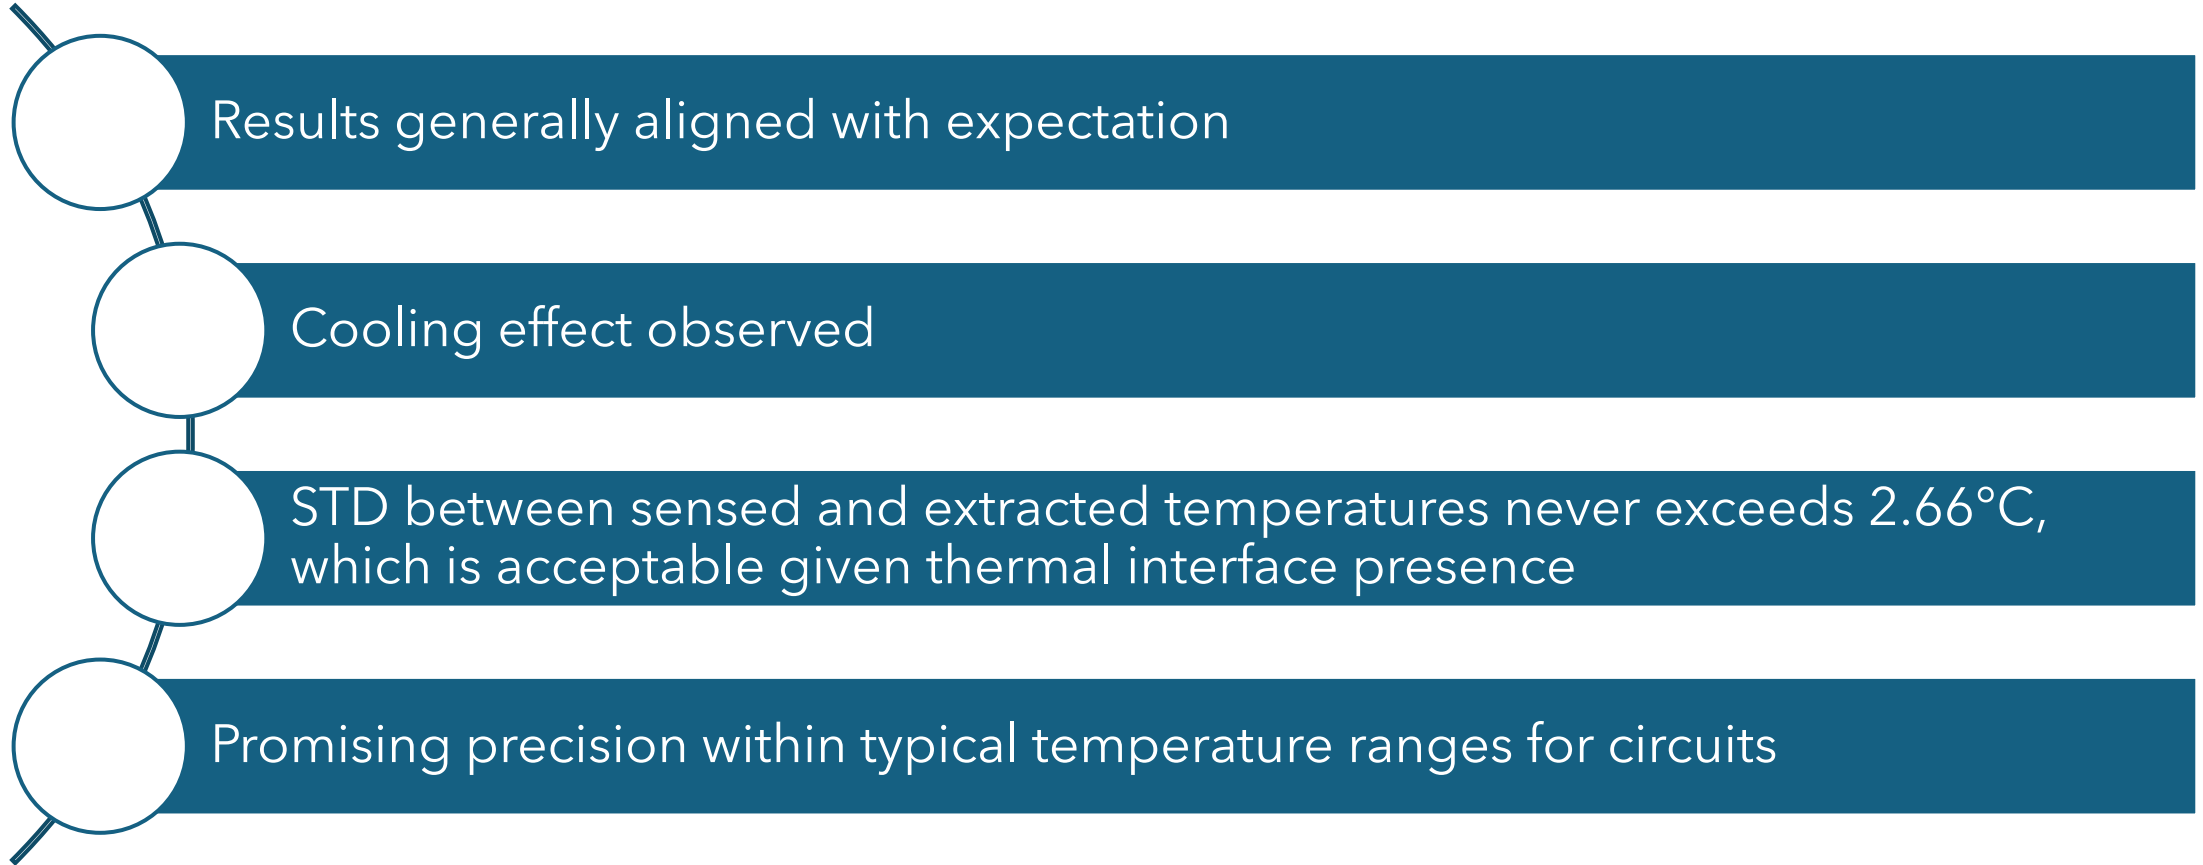 Results generally aligned with expectation
Cooling effect observed
STD between sensed and extracted temperatures never exceeds 2.66°C,
which is acceptable given thermal interface presence
Promising precision within typical temperature ranges for circuits